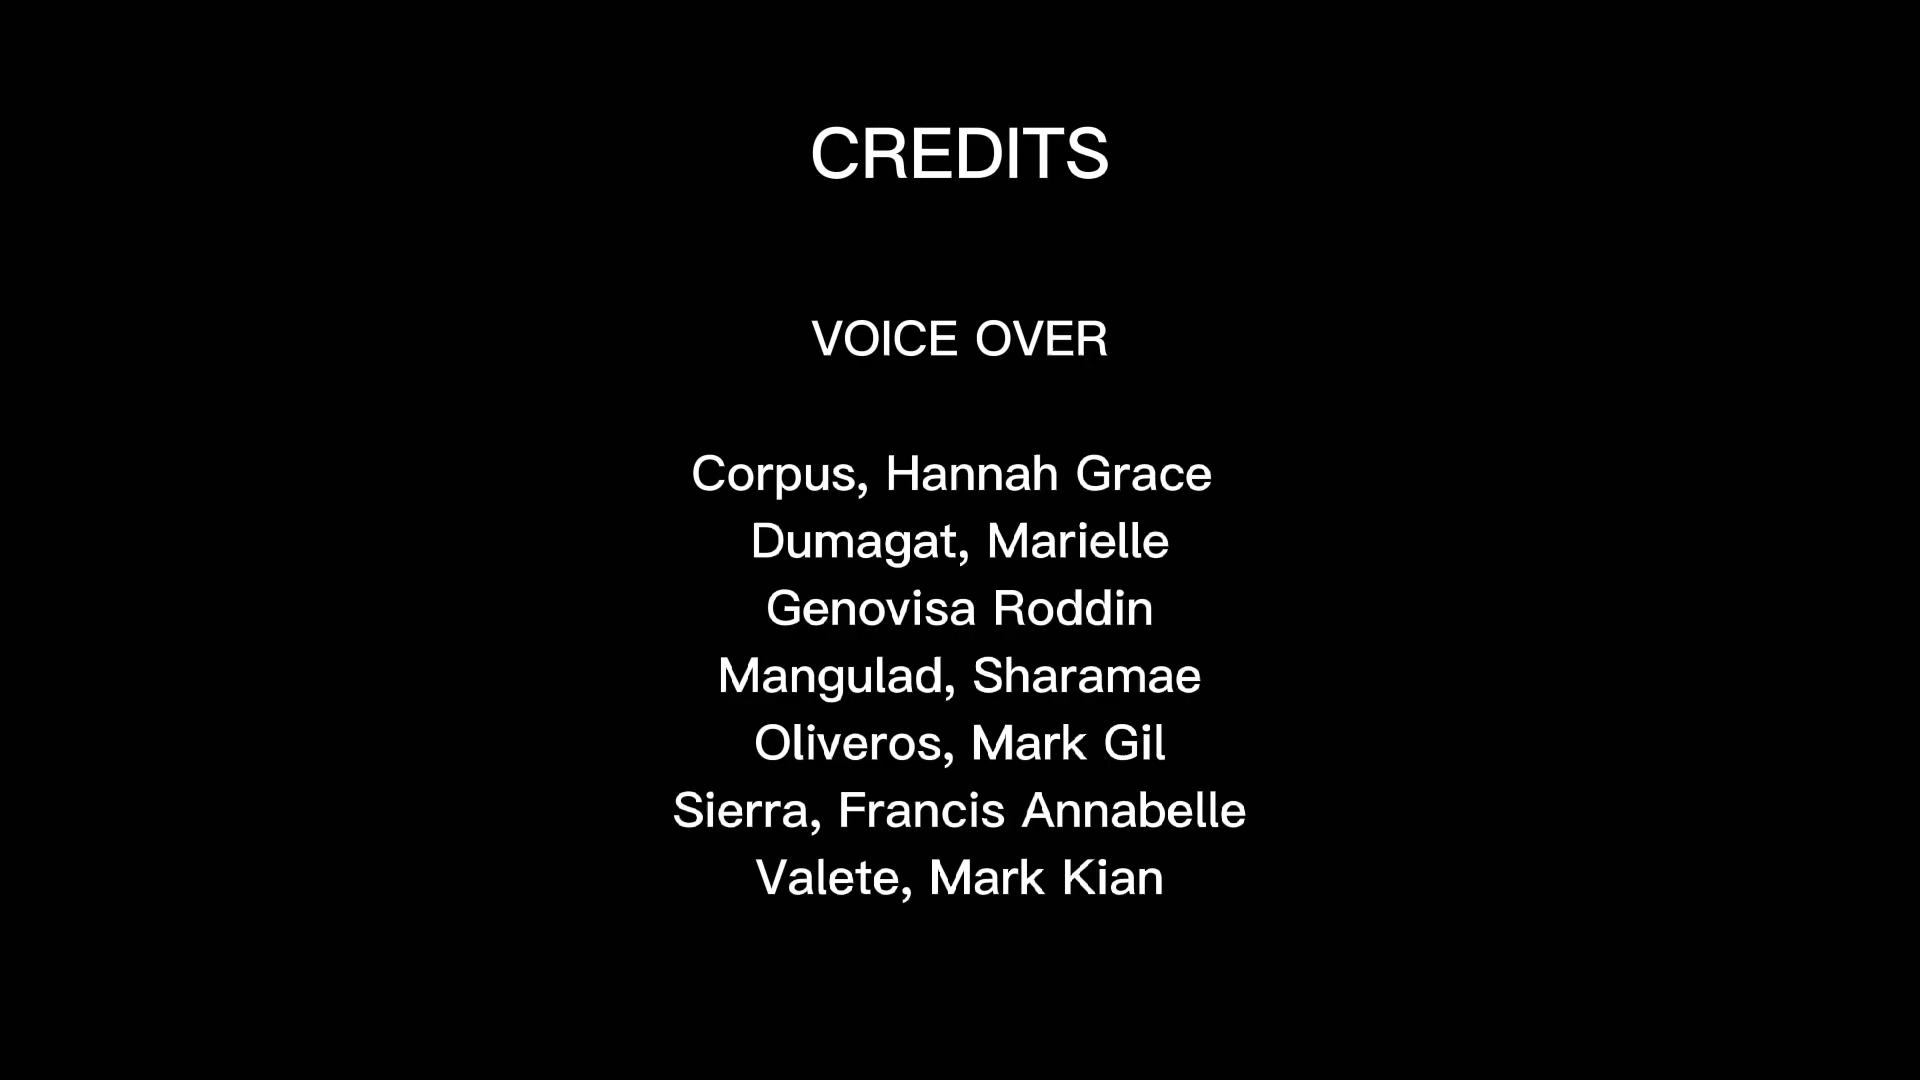 CREDITS
VOICE OVER
Corpus, Hannah Grace
Dumagat, Marielle
Genovisa Roddin
Mangulad, Sharamae
Oliveros, Mark Gil
Sierra, Francis Annabelle
Valete, Mark Kian